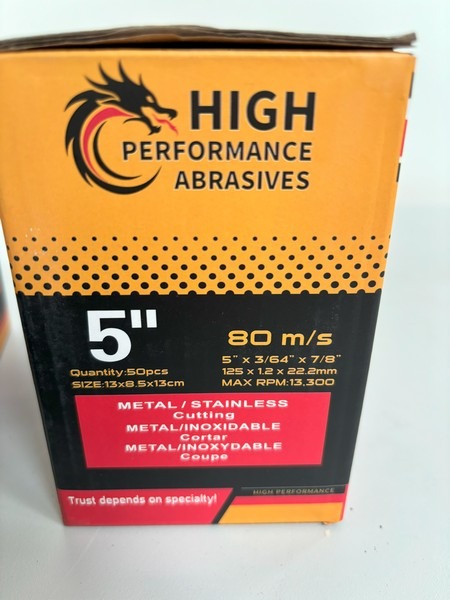 HIGH
PERFORMANCE
ABRASIVES
5"
80 m/s
Quantity:50pcs
5" x 3/64" x 7/8"
SIZE:13x8.5x13cm
125 x 1.2 x 22.2mm
MAX RPM:13,300
METAL / STAINLESS
Cutting
METAL/INOXIDABLE
Cortar
METAL/INOXYDABLE
Coupe
Trust depends on specialty!
HIGH PERFORMANCE